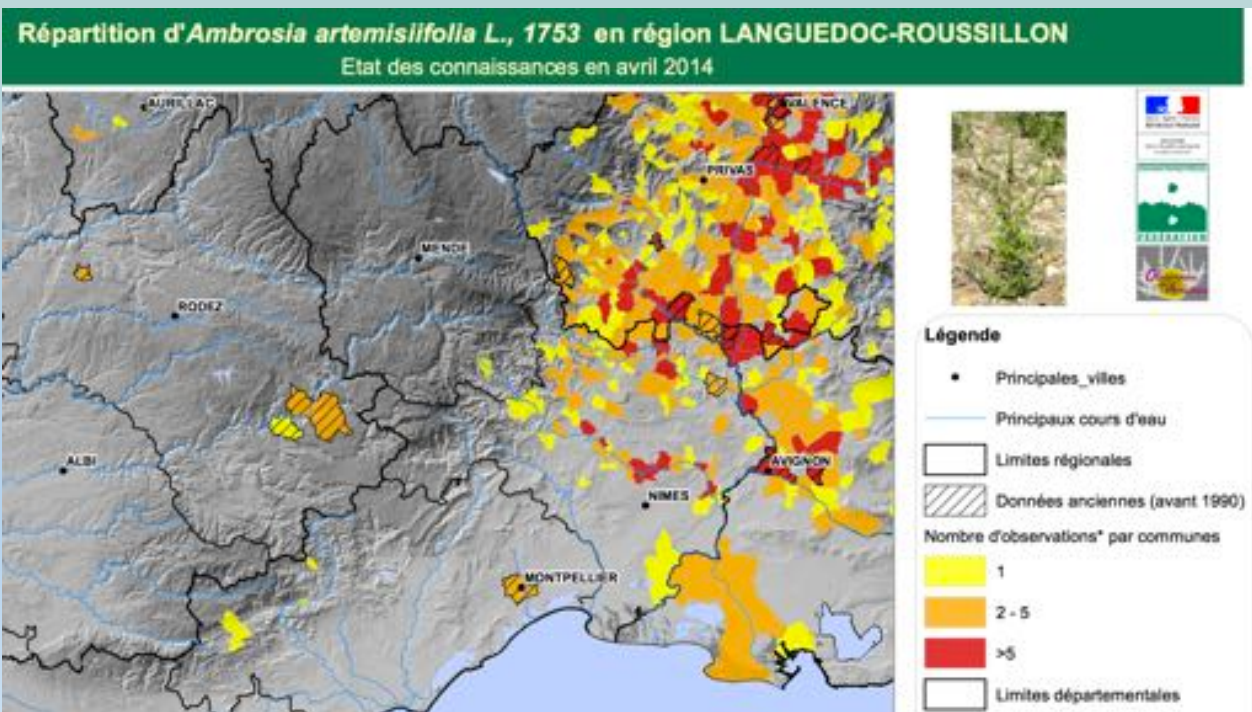 Répartition d'Ambrosia artemisiifolia L., 1753 en région LANGUEDOC-ROUSSILLON
Etat des connaissances en avril 2014
AURILLAC
VALENCE
PRIVAS
MENDE
RODEZ
ALBI
AVIGNON
NIMES
MONTPELLIER
Légende
Principales_villes
Principaux cours d'eau
Limites régionales
Données anciennes (avant 1990)
Nombre d'observations* par communes
1
2 - 5
>5
Limites départementales